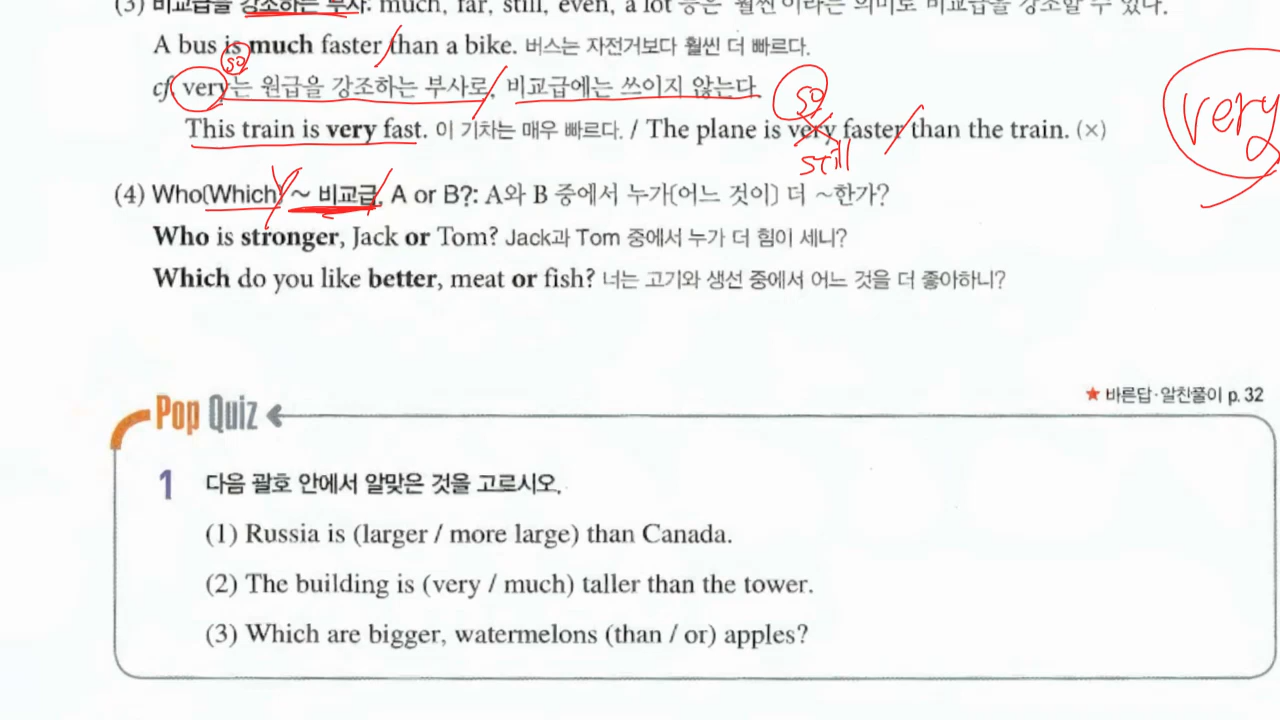 (3) 비교급을 강조하는 부사: much, far, still, even, a lot 등은 '훨씬'이라는 의미로 비교급을 강조할 수 있다.
A bus is much faster than a bike. 버스는 자전거보다 훨씬 더 빠르다.
so
cf. very는 원급을 강조하는 부사로, 비교급에는 쓰이지 않는다.
so
very
This train is very fast. 이 기차는 매우 빠르다. / The plane is very faster than the train. (×)
still
(4) Who[Which] ~ 비교급, A or B?: A와 B 중에서 누가[어느 것이] 더 ~한가?
Who is stronger, Jack or Tom? Jack과 Tom 중에서 누가 더 힘이 세니?
Which do you like better, meat or fish? 너는 고기와 생선 중에서 어느 것을 더 좋아하니?
★ 바른답·알찬풀이 p. 32
Pop Quiz
1 다음 괄호 안에서 알맞은 것을 고르시오.
(1) Russia is (larger / more large) than Canada.
(2) The building is (very / much) taller than the tower.
(3) Which are bigger, watermelons (than / or) apples?